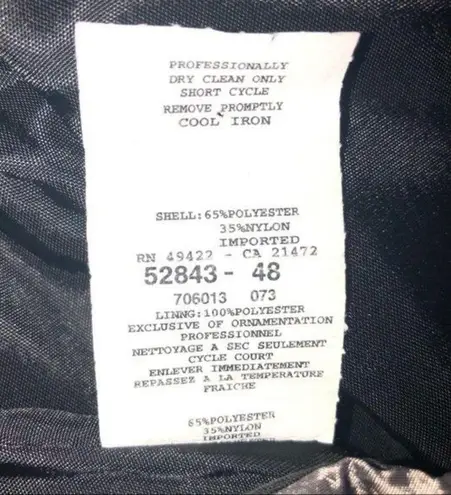 PROFESSIONALLY
DRY CLEAN ONLY
SHORT CYCLE
REMOVE PROMPTLY
COOL IRON
SHELL:65%POLYESTER
35%NYLON
IMPORTED
RN 49422 - CA 21472
52843- 48
706013 073
LINNG:100%POLYESTER
EXCLUSIVE OF ORNAMENTATION
PROFESSIONNEL
NETTOYAGE A SEC SEULEMENT
CYCLE COURT
ENLEVER IMMEDIATEMENT
REPASSEZ A LA TEMPERATURE
FRAICHE
65%POLYESTER
35%NYLON
IMPORTED